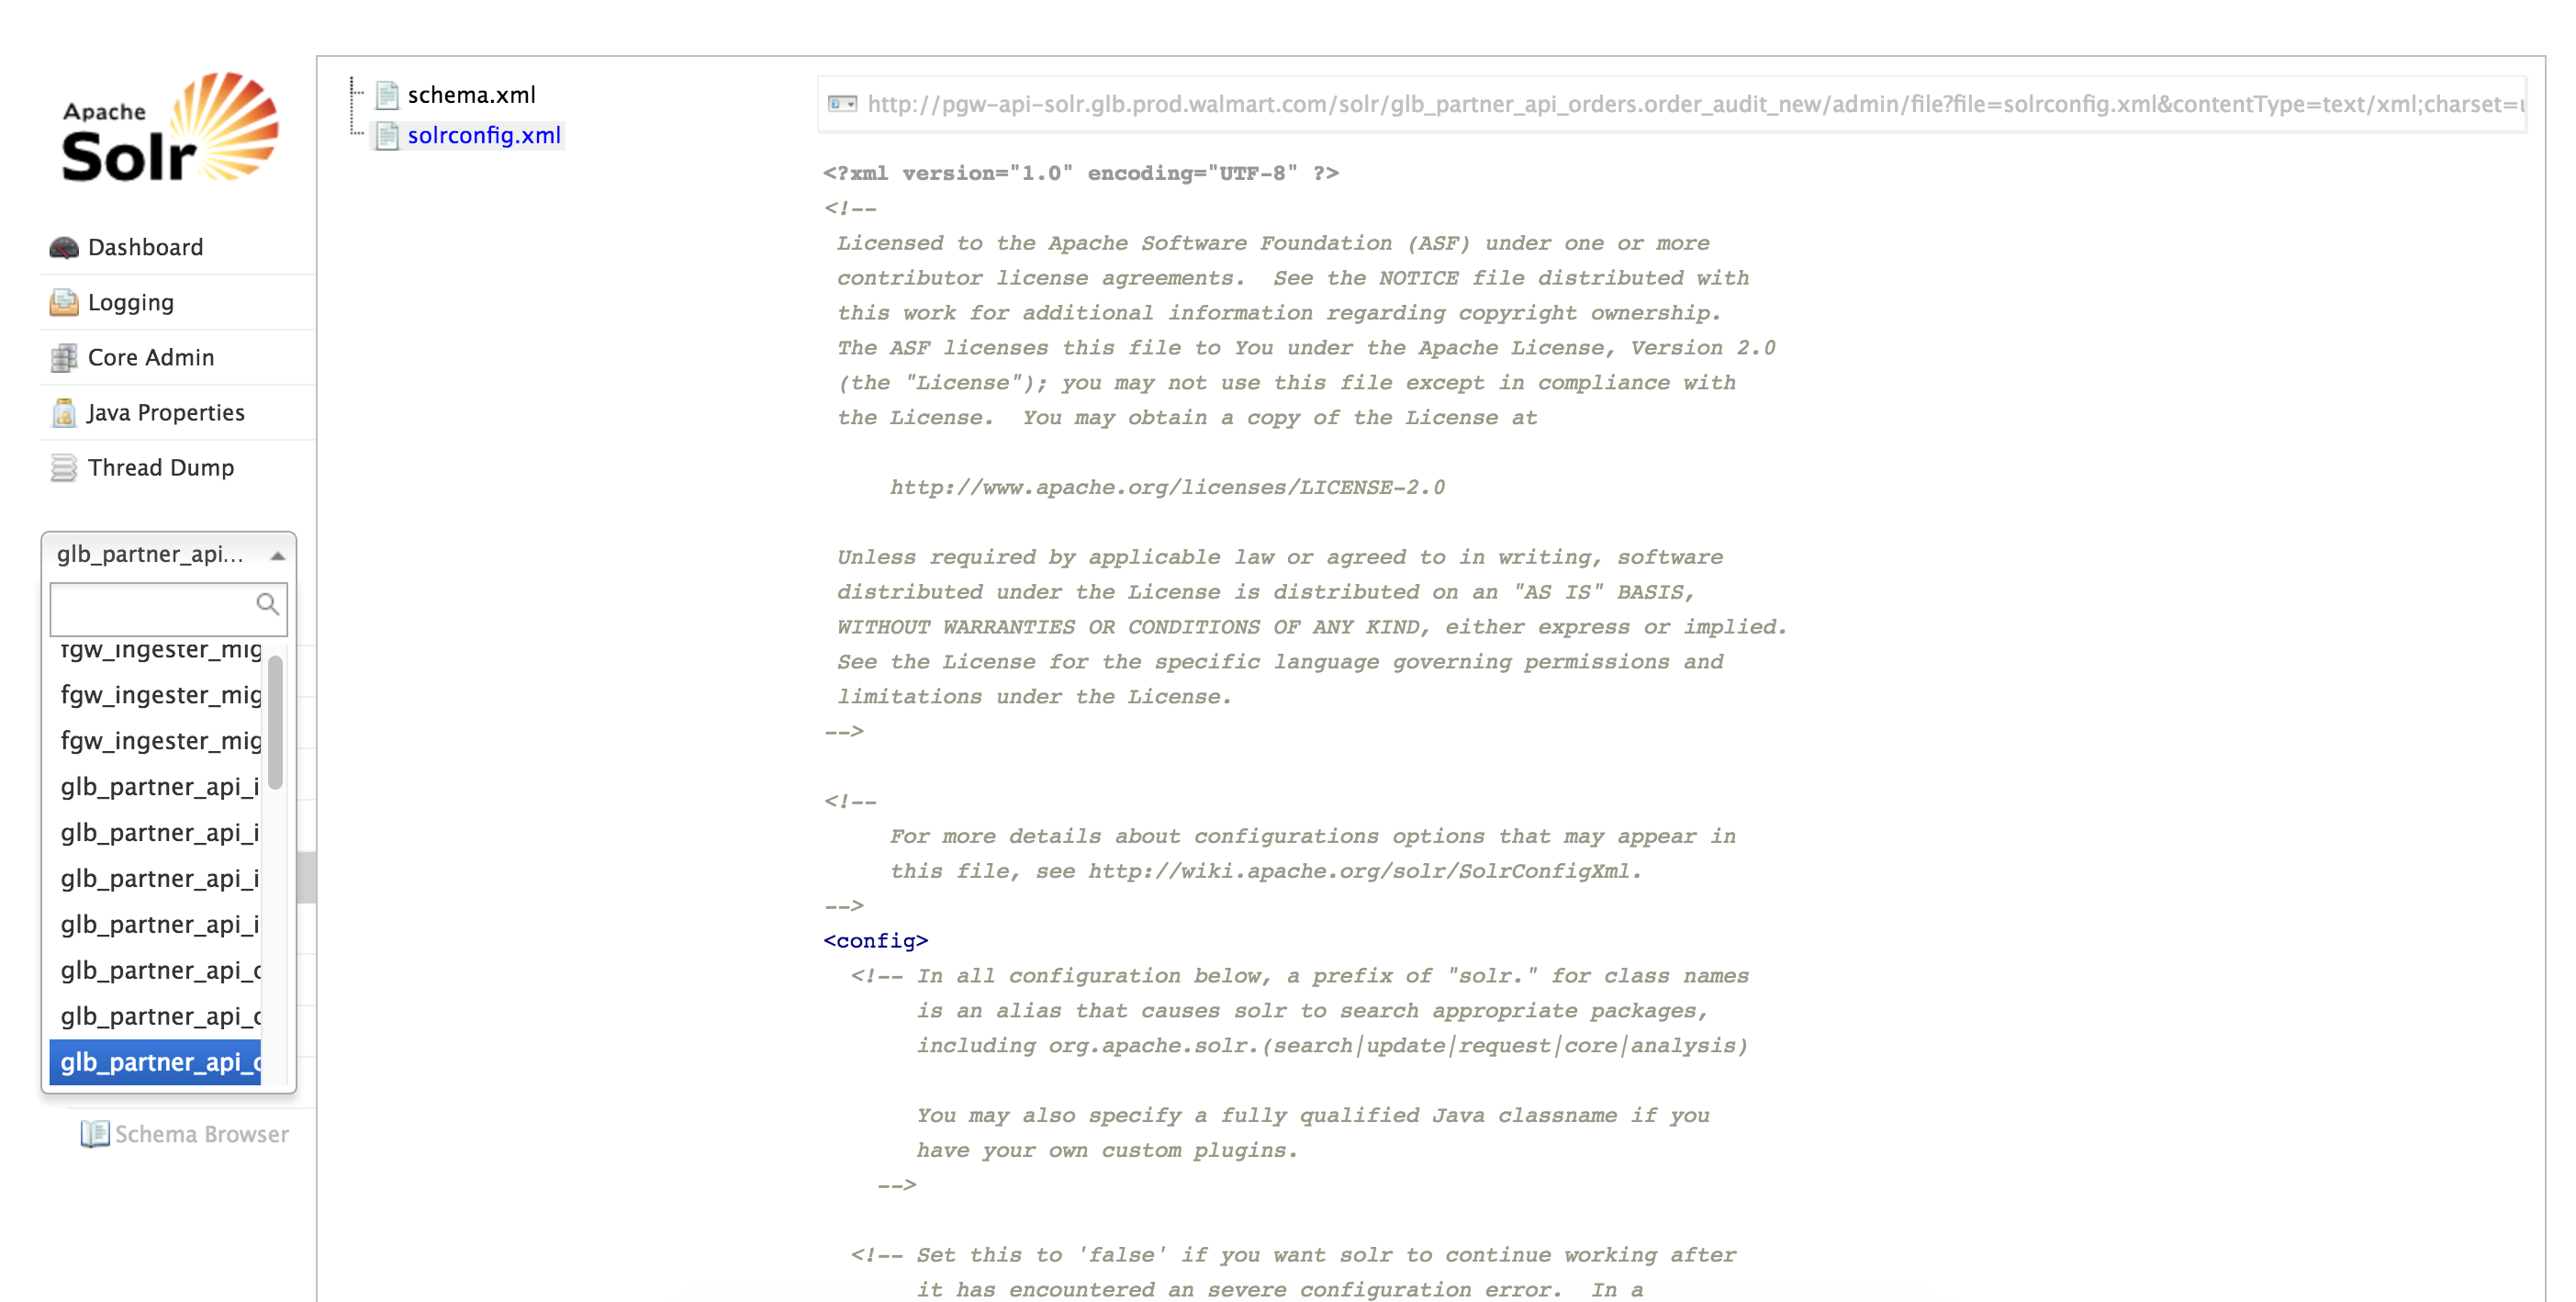 Apache
Solr
Dashboard
Logging
Core Admin
Java Properties
Thread Dump
glb_partner_api...
fgw_ingester_mig
fgw_ingester_mig
fgw_ingester_mig
glb_partner_api_i
glb_partner_api_i
glb_partner_api_i
glb_partner_api_i
glb_partner_api_
glb_partner_api_
glb_partner_api_
Schema Browser
schema.xml
solrconfig.xml
http://pgw-api-solr.glb.prod.walmart.com/solr/glb_partner_api_orders.order_audit_new/admin/file?file=solrconfig.xml&contentType=text/xml;charset=u
<?xml version="1.0" encoding="UTF-8" ?>
<!--
Licensed to the Apache Software Foundation (ASF) under one or more
contributor license agreements.  See the NOTICE file distributed with
this work for additional information regarding copyright ownership.
The ASF licenses this file to You under the Apache License, Version 2.0
(the "License"); you may not use this file except in compliance with
the License.  You may obtain a copy of the License at
http://www.apache.org/licenses/LICENSE-2.0
Unless required by applicable law or agreed to in writing, software
distributed under the License is distributed on an "AS IS" BASIS,
WITHOUT WARRANTIES OR CONDITIONS OF ANY KIND, either express or implied.
See the License for the specific language governing permissions and
limitations under the License.
-->
<!--
For more details about configurations options that may appear in
this file, see http://wiki.apache.org/solr/SolrConfigXml.
-->
<config>
<!-- In all configuration below, a prefix of "solr." for class names
is an alias that causes solr to search appropriate packages,
including org.apache.solr.(search|update|request|core|analysis)
You may also specify a fully qualified Java classname if you
have your own custom plugins.
-->
<!-- Set this to 'false' if you want solr to continue working after
it has encountered an severe configuration error.  In a